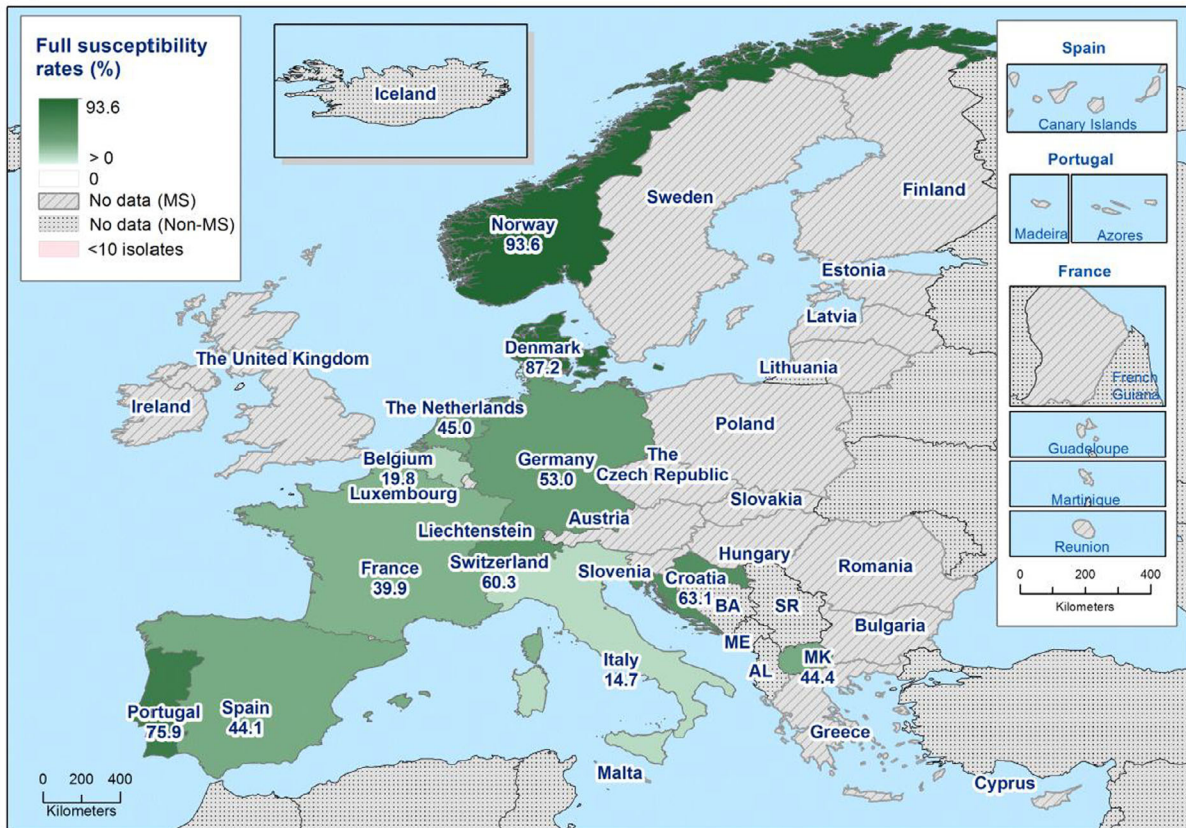 Full susceptibility
rates (%)
93.6
> 0
0
No data (MS)
No data (Non-MS)
<10 isolates
Iceland
Spain
Canary Islands
Portugal
Madeira
Azores
France
French
Guiana
Guadeloupe
Martinique
Reunion
0 200 400
Kilometers
Norway
93.6
Sweden
Finland
Estonia
Latvia
Lithuania
Denmark
87.2
The United Kingdom
Ireland
The Netherlands
45.0
Belgium
19.8
Luxembourg
Germany
53.0
Poland
The
Czech Republic
Slovakia
Austria
Liechtenstein
Switzerland
60.3
France
39.9
Hungary
Slovenia
Croatia
63.1
Romania
BA
SR
Bulgaria
ME
MK
44.4
AL
Italy
14.7
Portugal
75.9
Spain
44.1
Greece
Malta
Cyprus
0 200 400
Kilometers